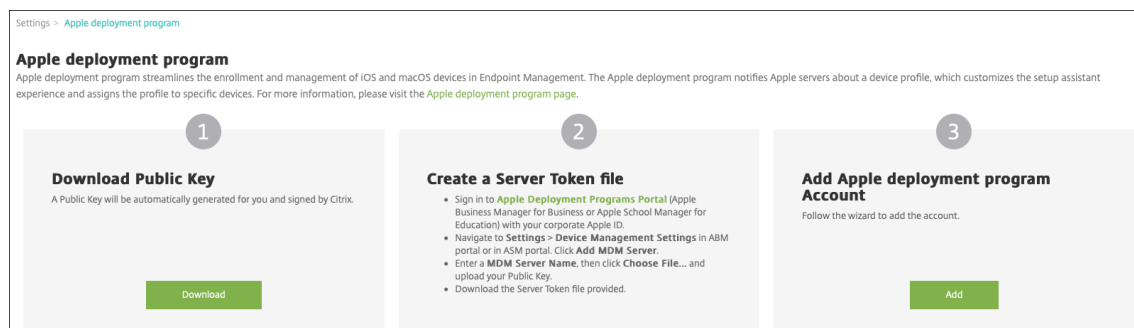 Settings > Apple deployment program
Apple deployment program
Apple deployment program streamlines the enrollment and management of iOS and macOS devices in Endpoint Management. The Apple deployment program notifies Apple servers about a device profile, which customizes the setup assistant
experience and assigns the profile to specific devices. For more information, please visit the Apple deployment program page.
1
Download Public Key
A Public Key will be automatically generated for you and signed by Citrix.
Download
2
Create a Server Token file
• Sign in to Apple Deployment Programs Portal (Apple
Business Manager for Business or Apple School Manager for
Education) with your corporate Apple ID.
• Navigate to Settings > Device Management Settings in ABM
portal or in ASM portal. Click Add MDM Server.
• Enter a MDM Server Name, then click Choose File... and
upload your Public Key.
• Download the Server Token file provided.
3
Add Apple deployment program
Account
Follow the wizard to add the account.
Add